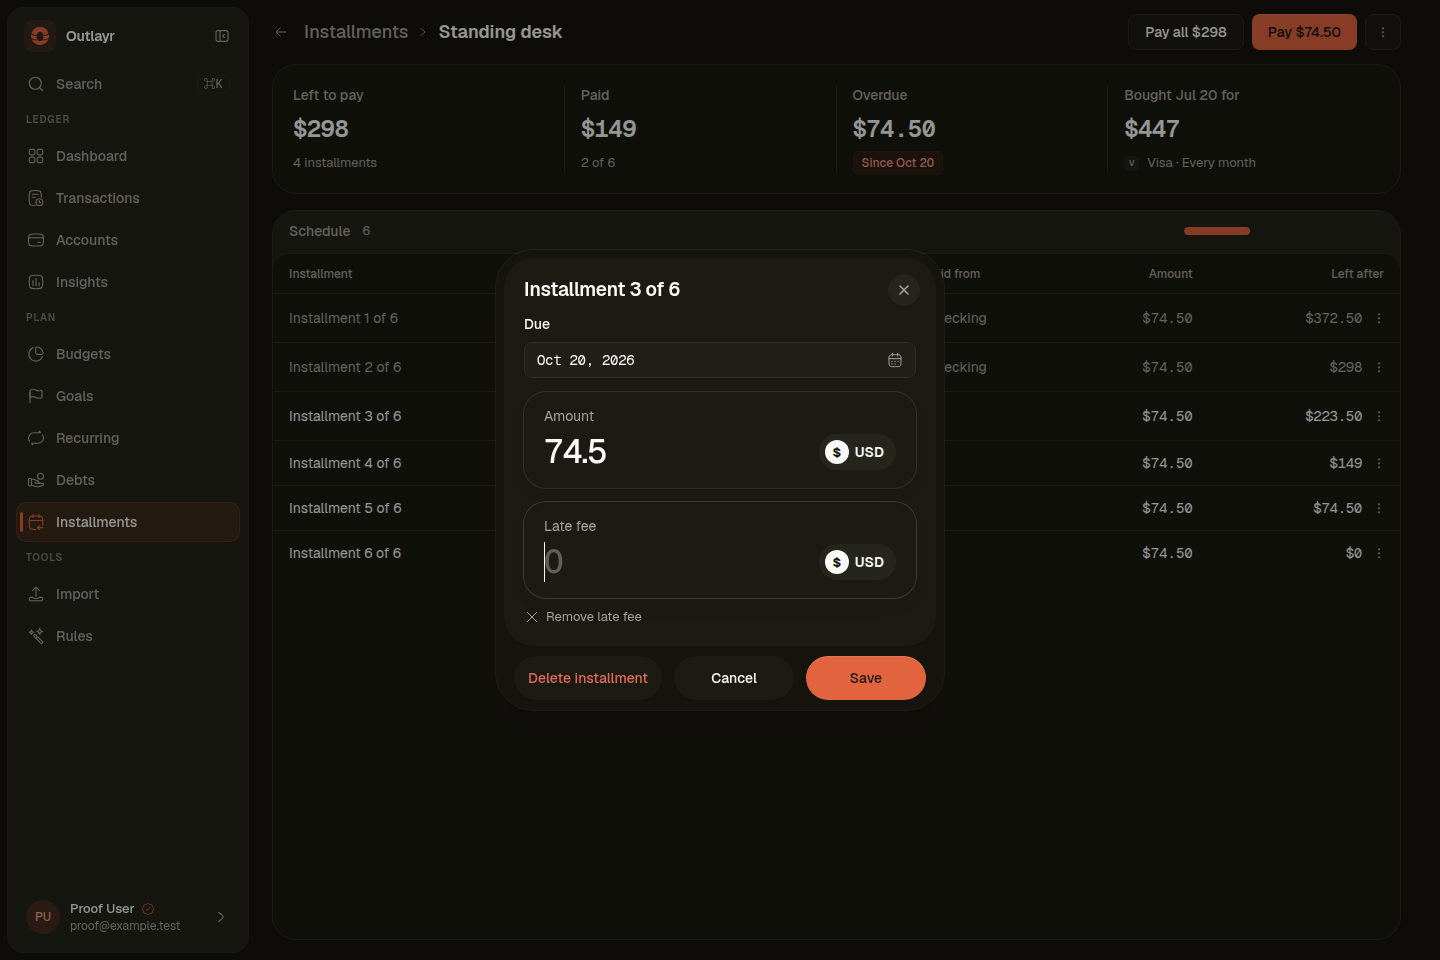 Outlayr
Search ⌘K
LEDGER
Dashboard
Transactions
Accounts
Insights
PLAN
Budgets
Goals
Recurring
Debts
Installments
TOOLS
Import
Rules
PU
Proof User
proof@example.test
Installments > Standing desk
Pay all $298
Pay $74.50
Left to pay
$298
4 installments
Paid
$149
2 of 6
Overdue
$74.50
Since Oct 20
Bought Jul 20 for
$447
V Visa · Every month
Schedule 6
Installment id from Amount Left after
Installment 1 of 6 ecking $74.50 $372.50
Installment 2 of 6 ecking $74.50 $298
Installment 3 of 6 $74.50 $223.50
Installment 4 of 6 $74.50 $149
Installment 5 of 6 $74.50 $74.50
Installment 6 of 6 $74.50 $0
Installment 3 of 6
Due
Oct 20, 2026
Amount
74.5
$ USD
Late fee
0
$ USD
Remove late fee
Delete installment
Cancel
Save